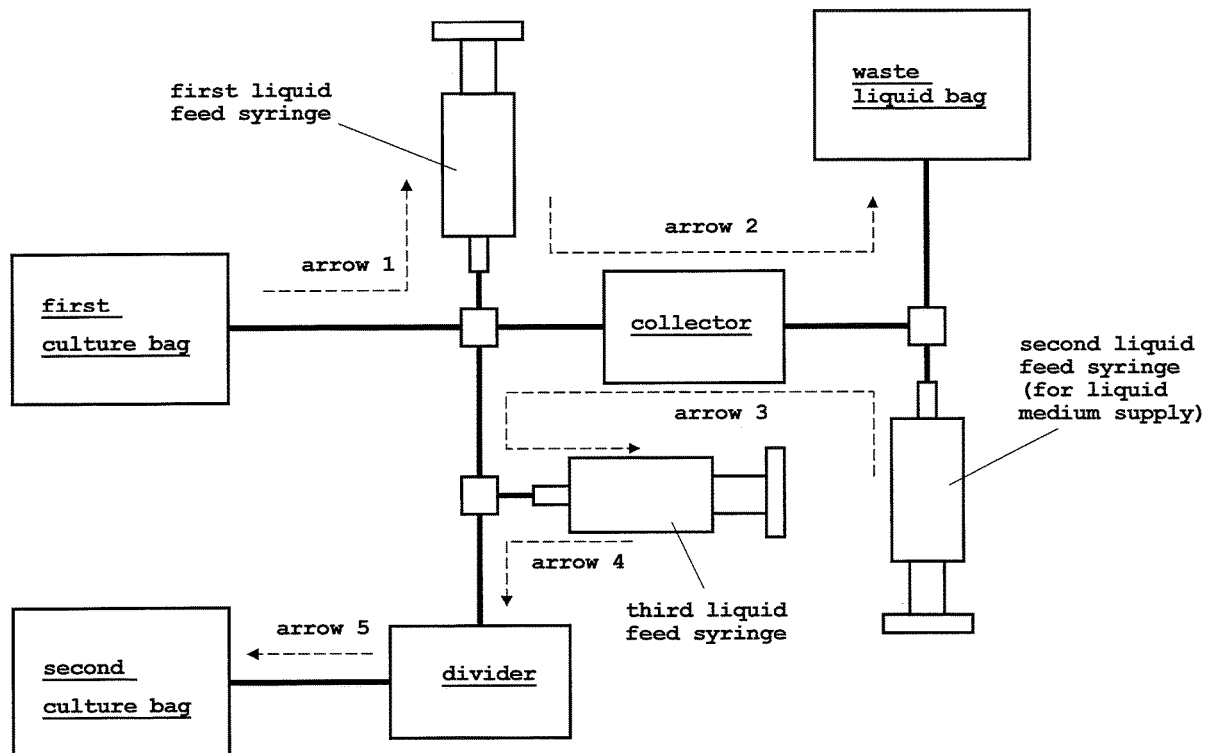 first liquid
feed syringe
waste
liquid bag
arrow 2
arrow 1
first
culture bag
collector
second liquid
feed syringe
(for liquid
medium supply)
arrow 3
arrow 4
third liquid
feed syringe
arrow 5
second
culture bag
divider